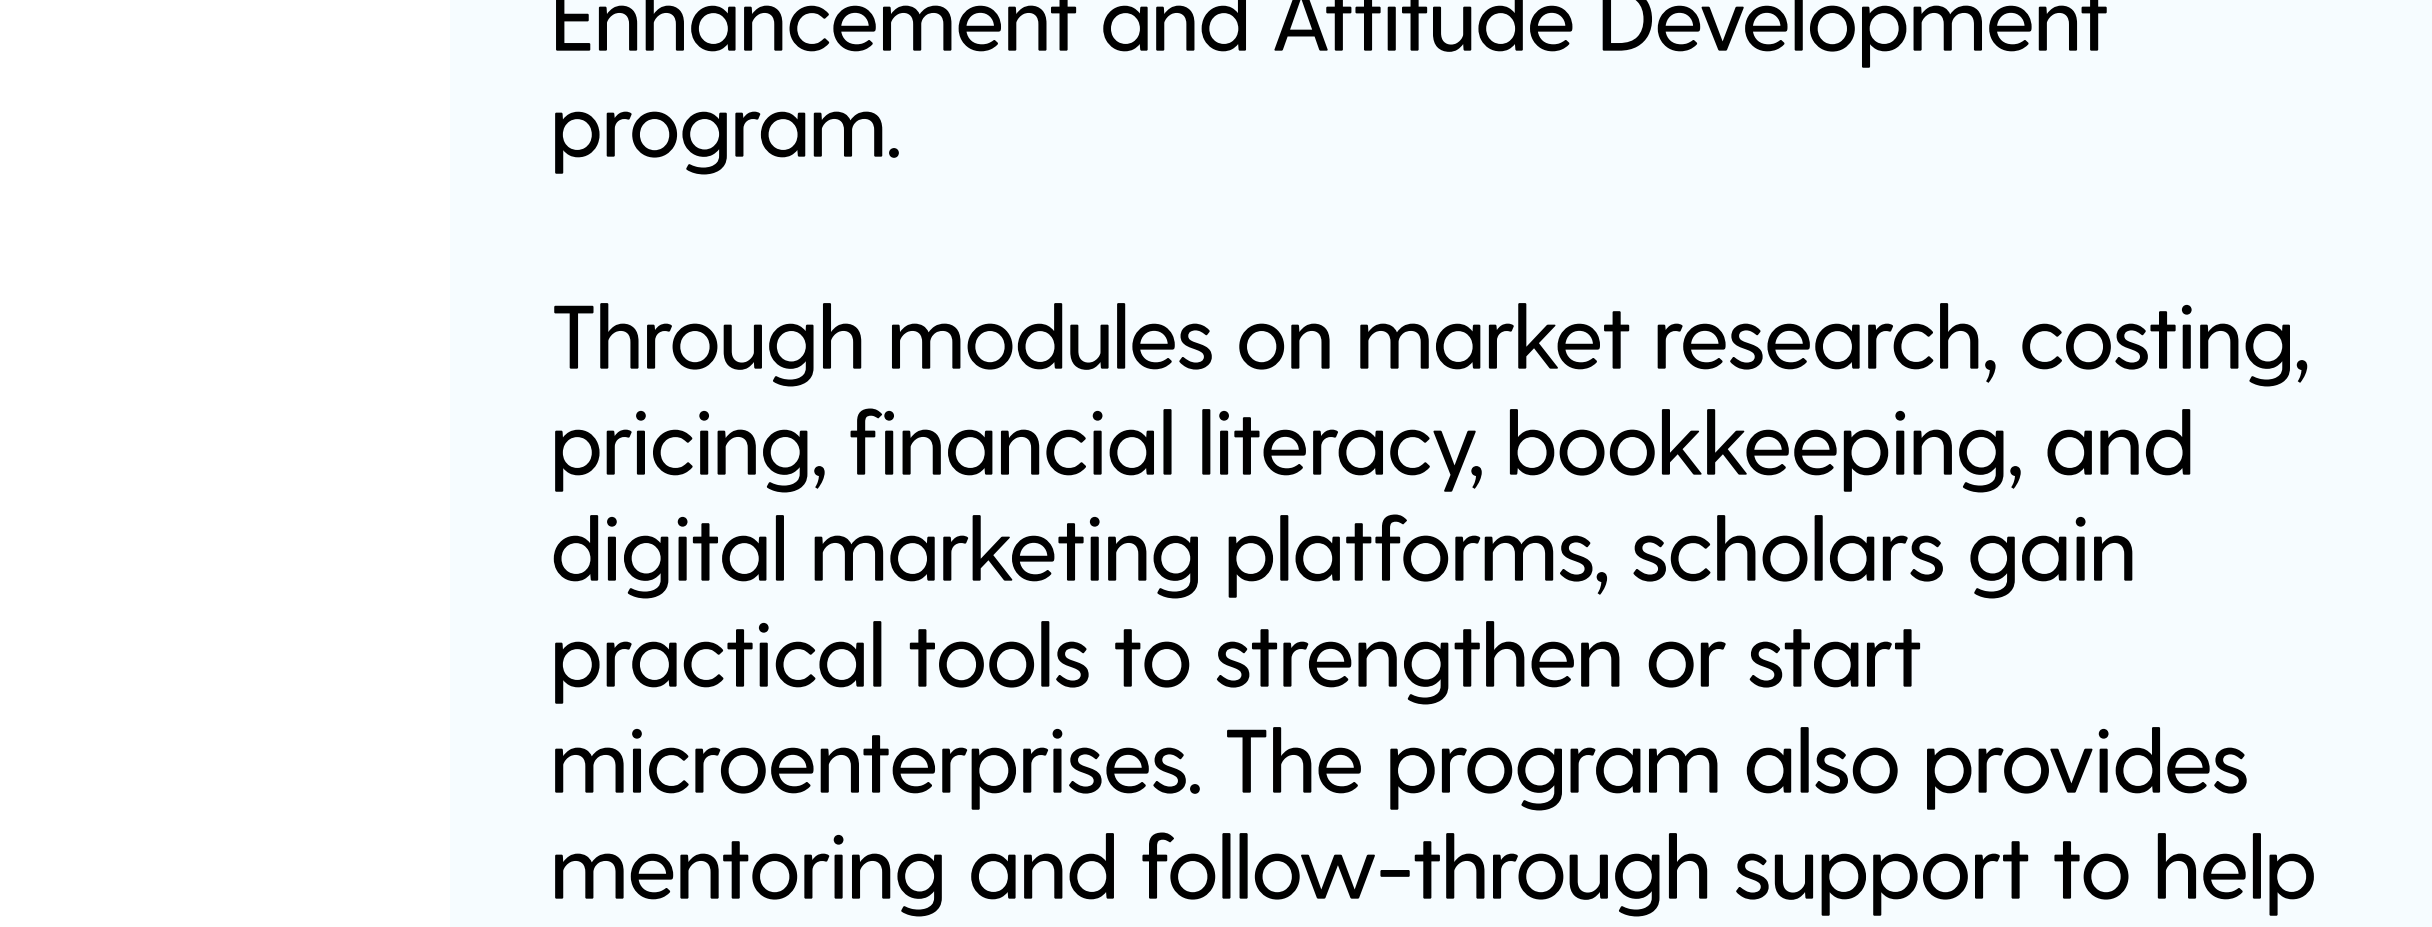 Enhancement and Attitude Development
program.
Through modules on market research, costing,
pricing, financial literacy, bookkeeping, and
digital marketing platforms, scholars gain
practical tools to strengthen or start
microenterprises. The program also provides
mentoring and follow-through support to help